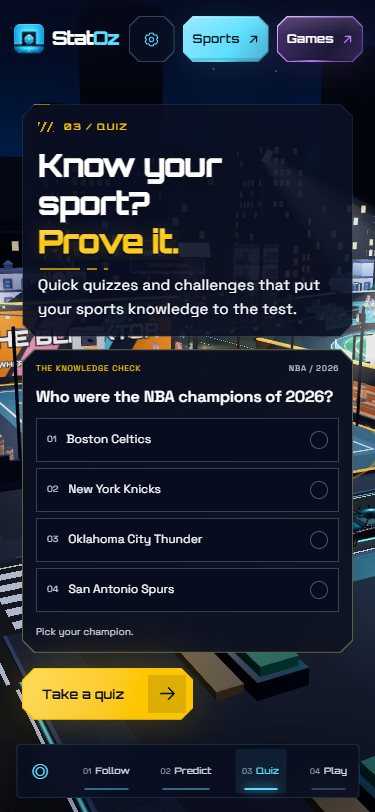 StatOz
Sports
Games
03 / QUIZ
Know your
sport?
Prove it.
Quick quizzes and challenges that put
your sports knowledge to the test.
THE KNOWLEDGE CHECK
NBA / 2026
Who were the NBA champions of 2026?
01 Boston Celtics
02 New York Knicks
03 Oklahoma City Thunder
04 San Antonio Spurs
Pick your champion.
Take a quiz
01 Follow
02 Predict
03 Quiz
04 Play